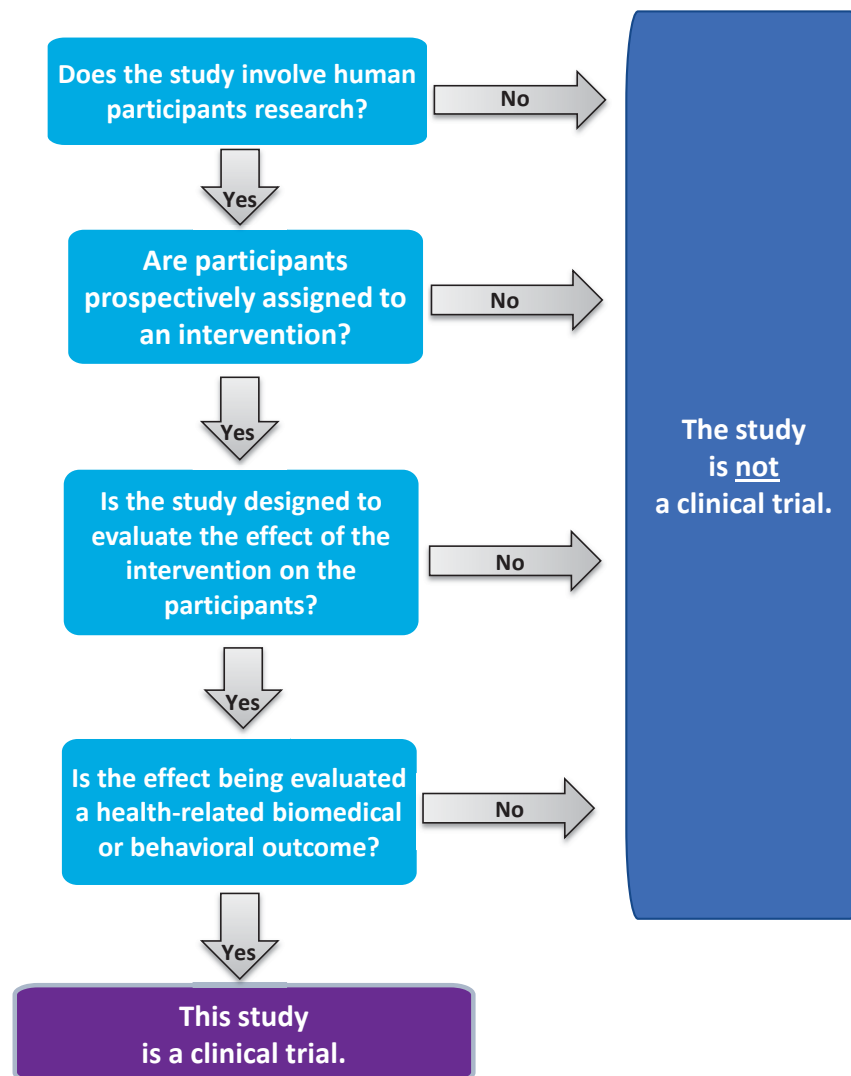 Does the study involve human
participants research?
No
Yes
Are participants
prospectively assigned to
an intervention?
No
Yes
Is the study designed to
evaluate the effect of the
intervention on the
participants?
No
Yes
Is the effect being evaluated
a health-related biomedical
or behavioral outcome?
No
Yes
This study
is a clinical trial.
The study
is not
a clinical trial.